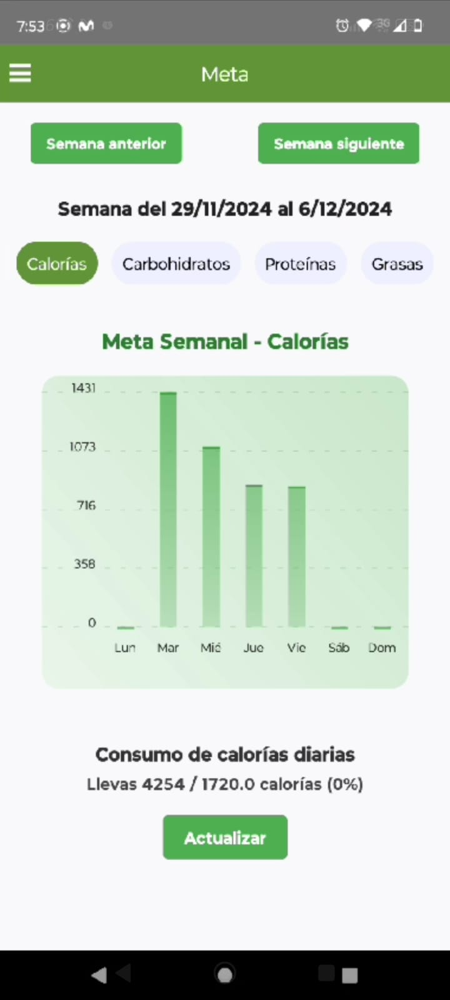 7:53
3G
Meta
Semana anterior
Semana siguiente
Semana del 29/11/2024 al 6/12/2024
Calorías
Carbohidratos
Proteínas
Grasas
Meta Semanal - Calorías
1431
1073
716
358
0
Lun
Mar
Mié
Jue
Vie
Sáb
Dom
Consumo de calorías diarias
Llevas 4254 / 1720.0 calorías (0%)
Actualizar